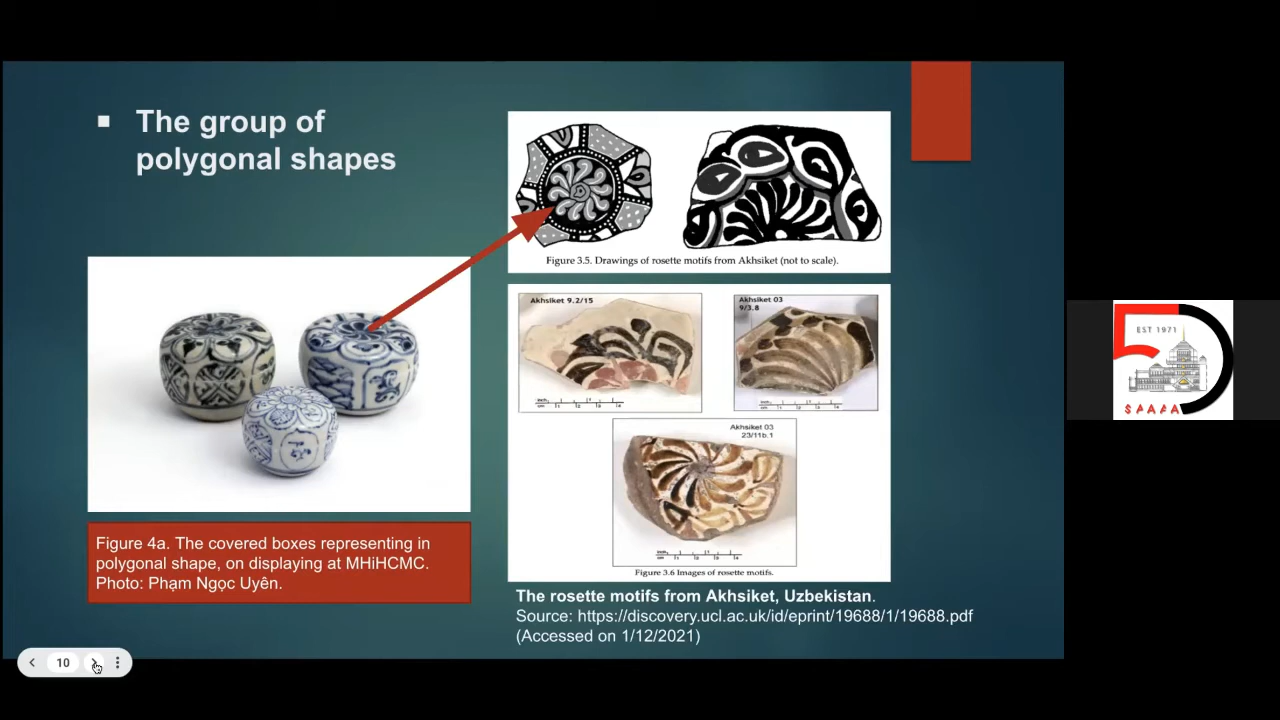 The group of
polygonal shapes
Figure 4a. The covered boxes representing in
polygonal shape, on displaying at MHiHCMC.
Photo: Phạm Ngọc Uyên.
Figure 3.5. Drawings of rosette motifs from Akhsiket (not to scale).
Akhsiket 9.2/15
Akhsiket 03
9/3.8
Akhsiket 03
23/11b.1
Figure 3.6 Images of rosette motifs.
The rosette motifs from Akhsiket, Uzbekistan.
Source: https://discovery.ucl.ac.uk/id/eprint/19688/1/19688.pdf
(Accessed on 1/12/2021)
10
EST 1971